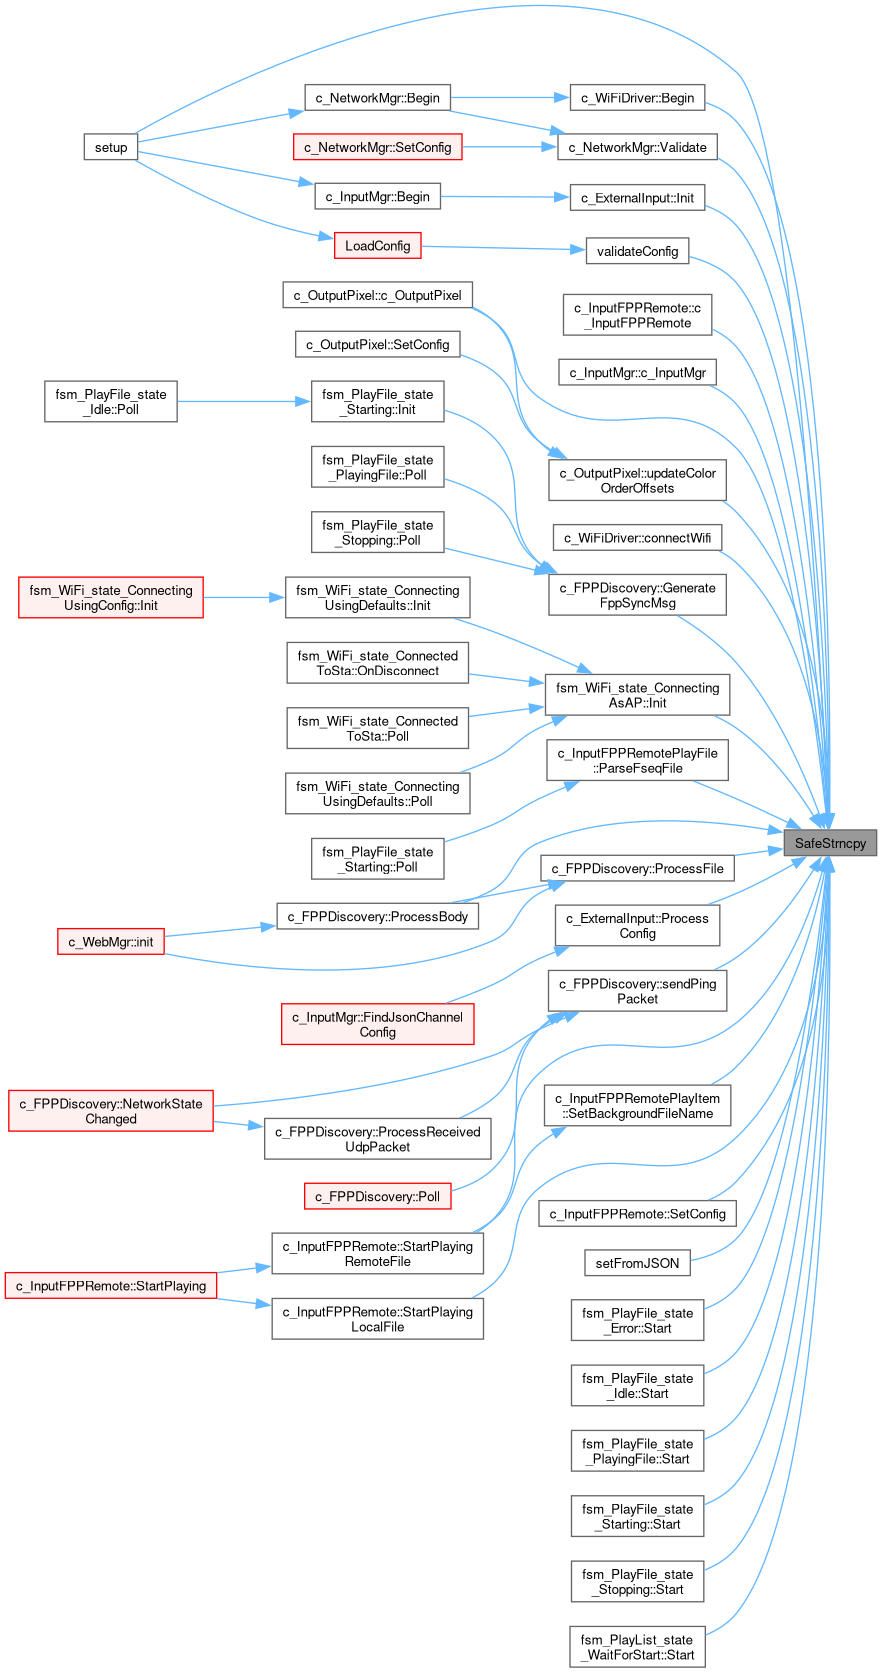 c_NetworkMgr::Begin
c_WiFiDriver::Begin
setup
c_NetworkMgr::SetConfig
c_NetworkMgr::Validate
c_InputMgr::Begin
c_ExternalInput::Init
LoadConfig
validateConfig
c_OutputPixel::c_OutputPixel
c_InputFPPRemote::c
_InputFPPRemote
c_OutputPixel::SetConfig
c_InputMgr::c_InputMgr
fsm_PlayFile_state
_Idle::Poll
fsm_PlayFile_state
_Starting::Init
fsm_PlayFile_state
_PlayingFile::Poll
c_OutputPixel::updateColor
OrderOffsets
fsm_PlayFile_state
_Stopping::Poll
c_WiFiDriver::connectWifi
fsm_WiFi_state_Connecting
UsingConfig::Init
fsm_WiFi_state_Connecting
UsingDefaults::Init
c_FPPDiscovery::Generate
FppSyncMsg
fsm_WiFi_state_Connected
ToSta::OnDisconnect
fsm_WiFi_state_Connecting
AsAP::Init
fsm_WiFi_state_Connected
ToSta::Poll
c_InputFPPRemotePlayFile
::ParseFseqFile
fsm_WiFi_state_Connecting
UsingDefaults::Poll
fsm_PlayFile_state
_Starting::Poll
SafeStrncpy
c_FPPDiscovery::ProcessFile
c_FPPDiscovery::ProcessBody
c_WebMgr::init
c_ExternalInput::Process
Config
c_FPPDiscovery::sendPing
Packet
c_InputMgr::FindJsonChannel
Config
c_FPPDiscovery::NetworkState
Changed
c_InputFPPRemotePlayItem
::SetBackgroundFileName
c_FPPDiscovery::ProcessReceived
UdpPacket
c_FPPDiscovery::Poll
c_InputFPPRemote::SetConfig
c_InputFPPRemote::StartPlaying
RemoteFile
setFromJSON
c_InputFPPRemote::StartPlaying
c_InputFPPRemote::StartPlaying
LocalFile
fsm_PlayFile_state
_Error::Start
fsm_PlayFile_state
_Idle::Start
fsm_PlayFile_state
_PlayingFile::Start
fsm_PlayFile_state
_Starting::Start
fsm_PlayFile_state
_Stopping::Start
fsm_PlayList_state
_WaitForStart::Start